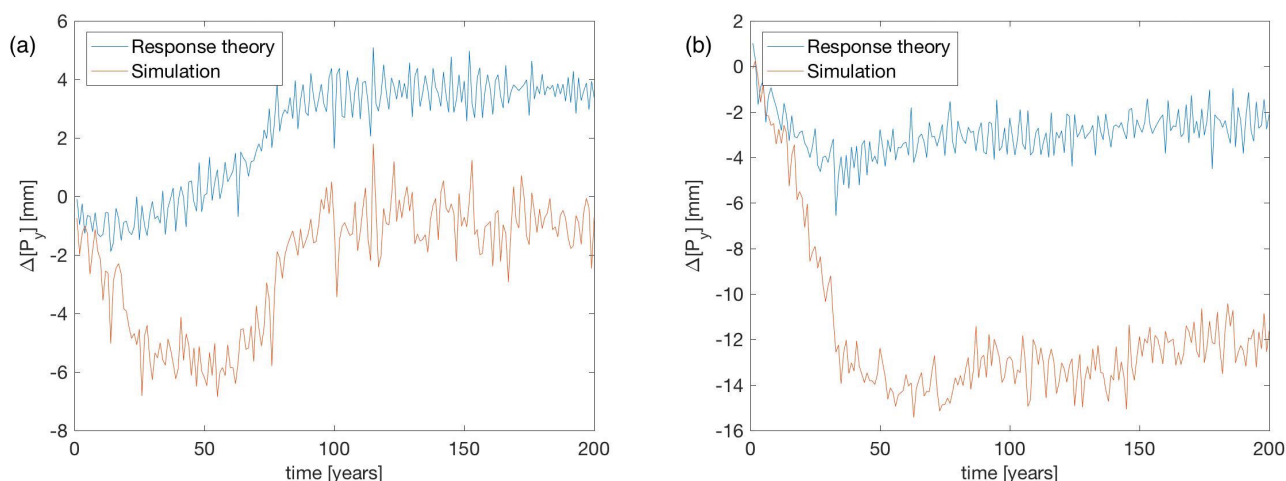 (a)
Response theory
Simulation
6
4
2
0
-2
-4
-6
-8
Δ[P_y] [mm]
0
50
100
150
200
time [years]
(b)
Response theory
Simulation
2
0
-2
-4
-6
-8
-10
-12
-14
-16
Δ[P_y] [mm]
0
50
100
150
200
time [years]